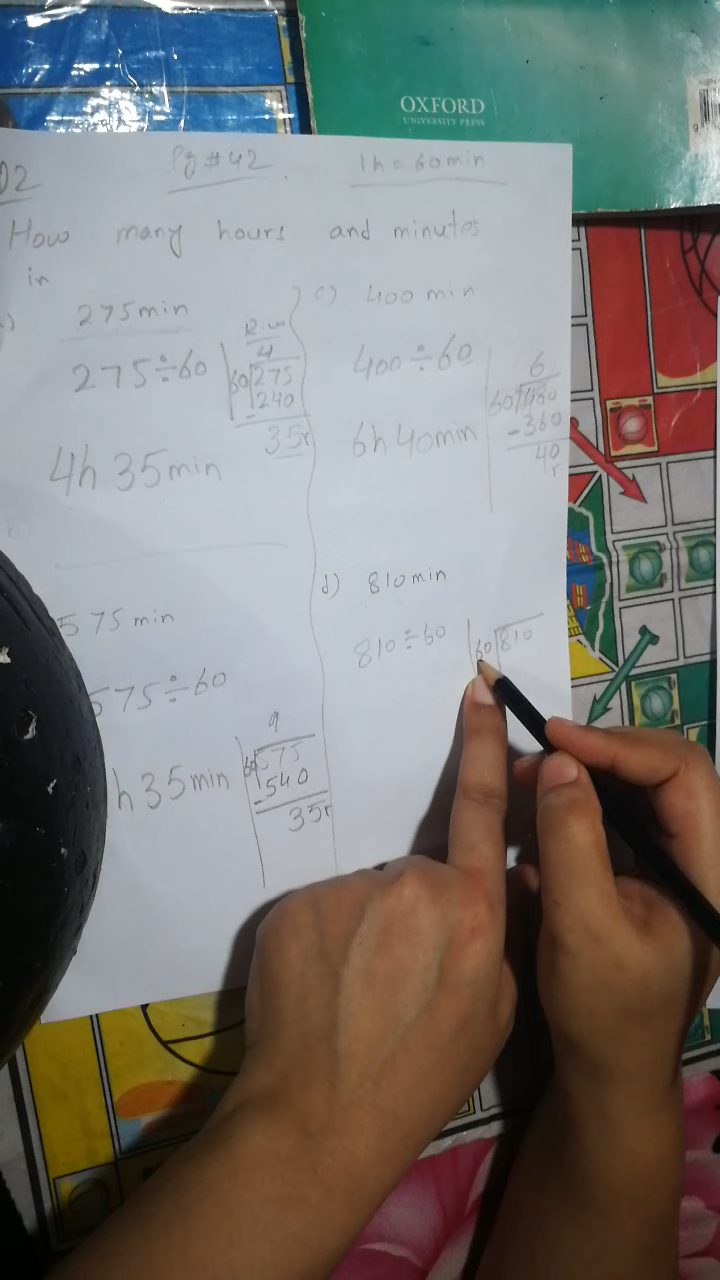 OXFORD
UNIVERSITY PRESS
Q2
Pg # 42.
1h = 60 min
How many hours and minutes
in
275 min
275 ÷ 60
4
60 275
- 240
35r
4h 35min
575 min
575 ÷ 60
9
60 575
- 540
35r
h 35min
c) 400 min
400 ÷ 60
6
60 400
- 360
40
r
6h 40min
d) 810 min
810 ÷ 60
60 810